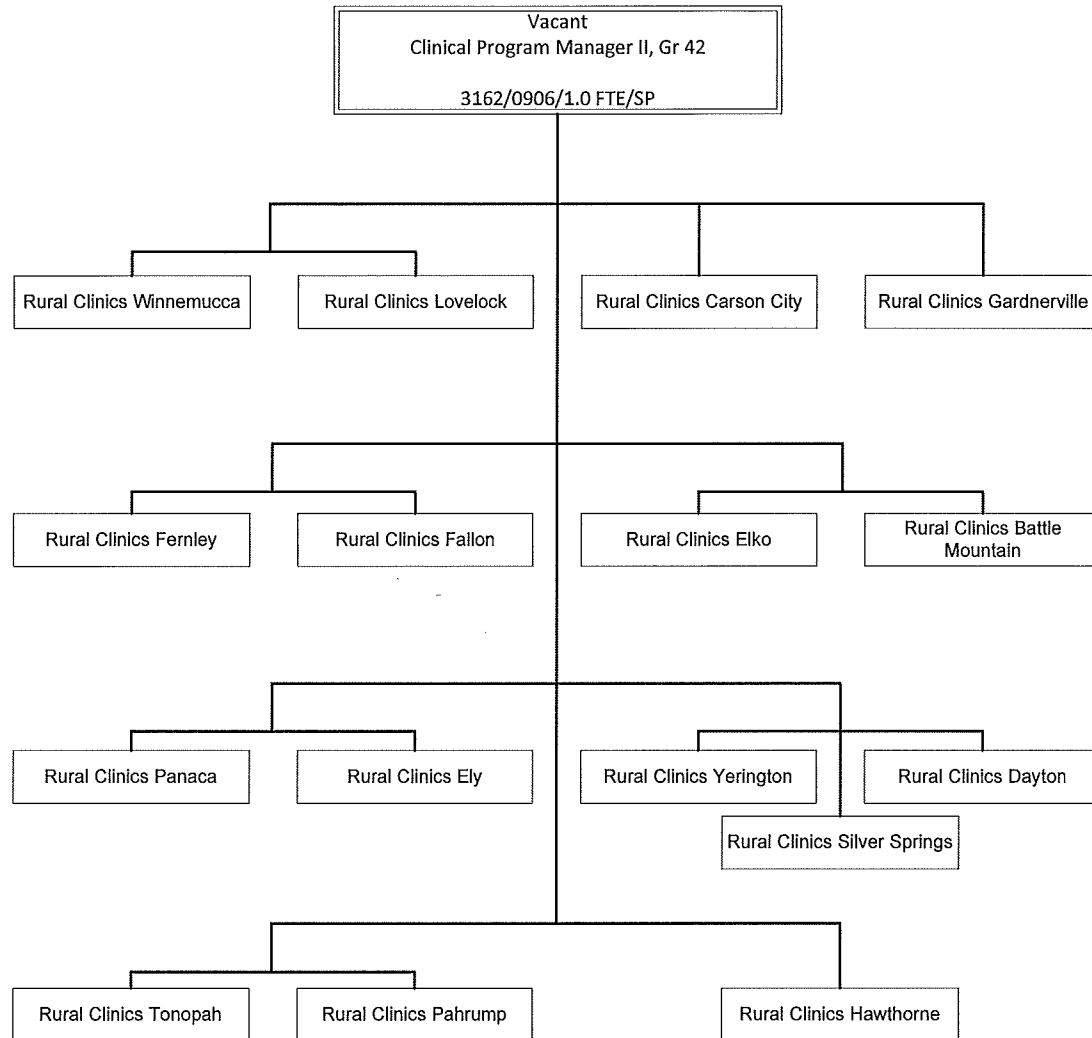 Vacant
Clinical Program Manager II, Gr 42
3162/0906/1.0 FTE/SP
Rural Clinics Winnemucca
Rural Clinics Lovelock
Rural Clinics Carson City
Rural Clinics Gardnerville
Rural Clinics Fernley
Rural Clinics Fallon
Rural Clinics Elko
Rural Clinics Battle
Mountain
Rural Clinics Panaca
Rural Clinics Ely
Rural Clinics Yerington
Rural Clinics Dayton
Rural Clinics Silver Springs
Rural Clinics Tonopah
Rural Clinics Pahrump
Rural Clinics Hawthorne